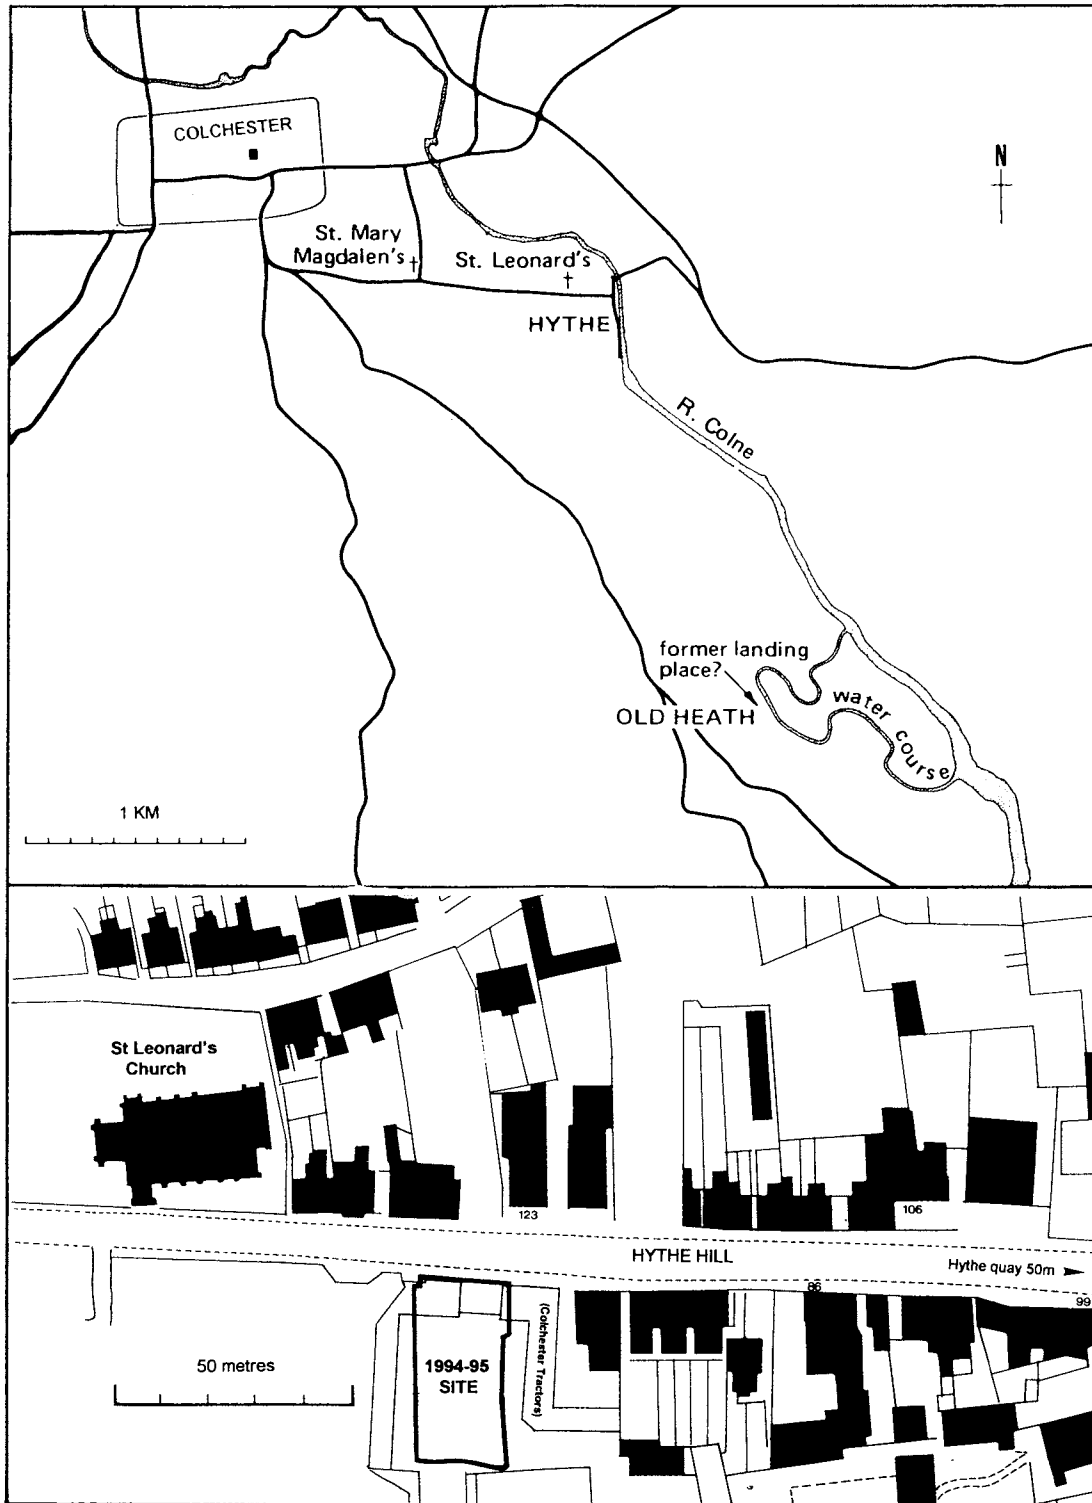 COLCHESTER
N
St. Mary
Magdalen's
St. Leonard's
HYTHE
R. Colne
former landing
place?
OLD HEATH
water course
1 KM
St Leonard's
Church
123
106
HYTHE HILL
Hythe quay 50m
86
99
(Colchester Tractors)
50 metres
1994-95
SITE